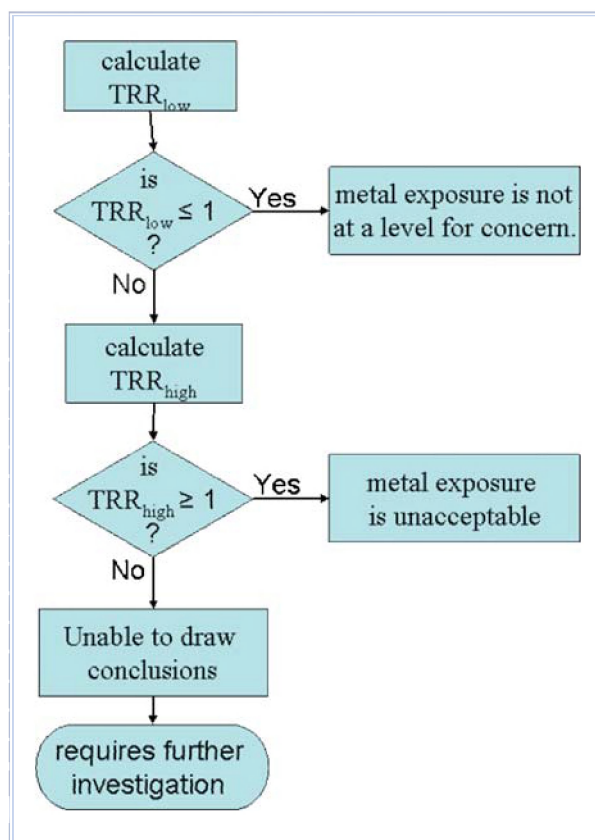 calculate
TRRlow
is
TRRlow ≤ 1
?
Yes
metal exposure is not
at a level for concern.
No
calculate
TRRhigh
is
TRRhigh ≥ 1
?
Yes
metal exposure
is unacceptable
No
Unable to draw
conclusions
requires further
investigation